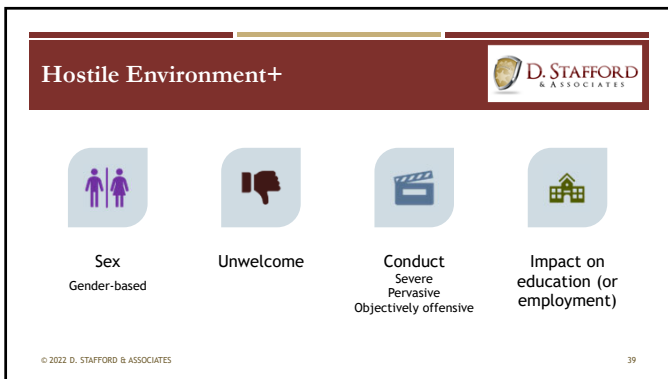 Hostile Environment+
D. STAFFORD
& ASSOCIATES
Sex
Gender-based
Unwelcome
Conduct
Severe
Pervasive
Objectively offensive
Impact on
education (or
employment)
© 2022 D. STAFFORD & ASSOCIATES
39